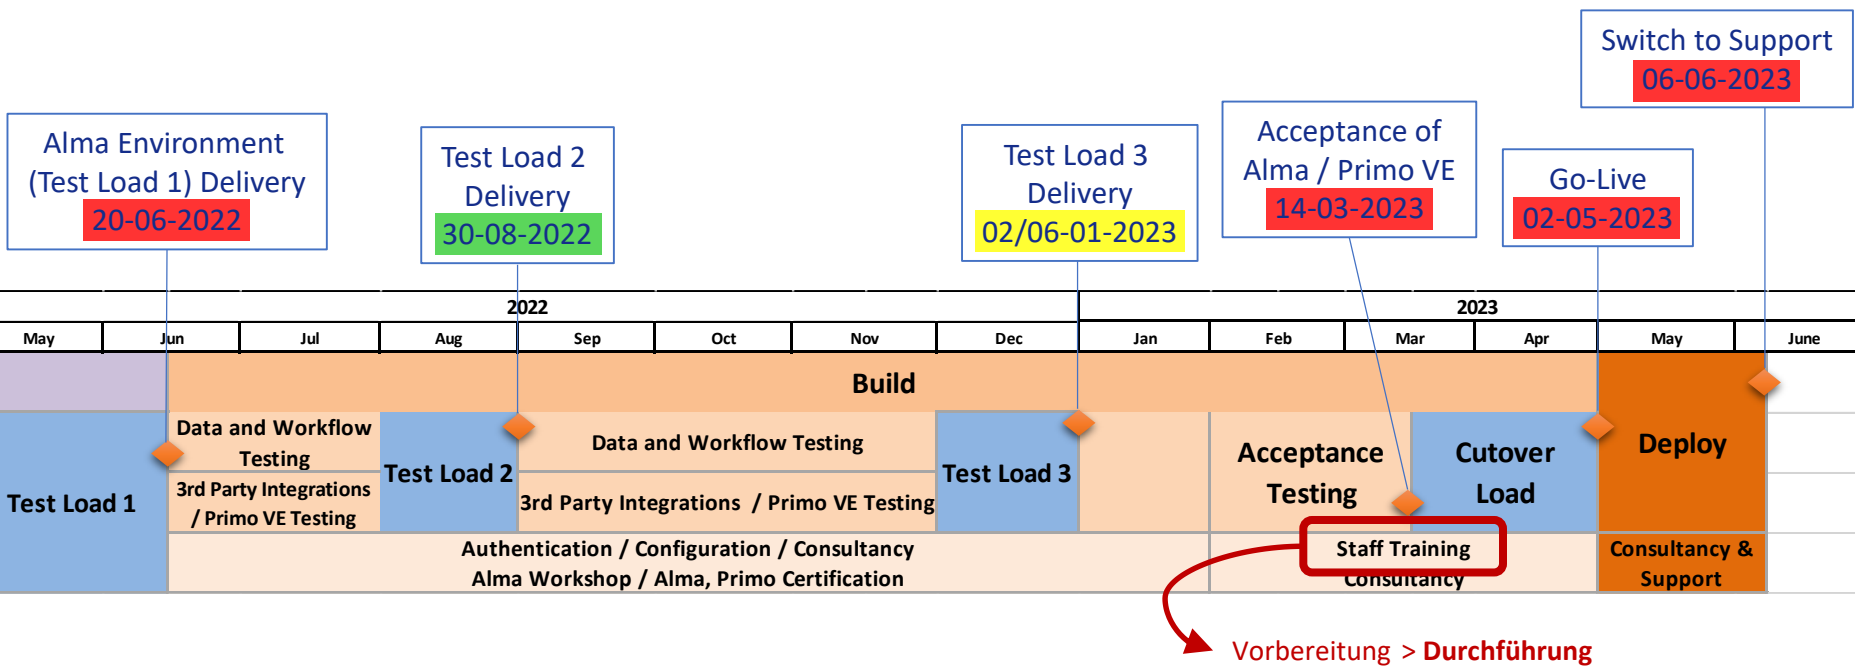 Switch to Support
06-06-2023
Alma Environment
(Test Load 1) Delivery
20-06-2022
Test Load 2
Delivery
30-08-2022
Test Load 3
Delivery
02/06-01-2023
Acceptance of
Alma / Primo VE
14-03-2023
Go-Live
02-05-2023
2022
2023
May
Jun
Jul
Aug
Sep
Oct
Nov
Dec
Jan
Feb
Mar
Apr
May
June
Build
Test Load 1
Data and Workflow
Testing
3rd Party Integrations
/ Primo VE Testing
Test Load 2
Data and Workflow Testing
3rd Party Integrations / Primo VE Testing
Test Load 3
Acceptance
Testing
Cutover
Load
Deploy
Authentication / Configuration / Consultancy
Alma Workshop / Alma, Primo Certification
Staff Training
Consultancy
Consultancy &
Support
Vorbereitung > Durchführung